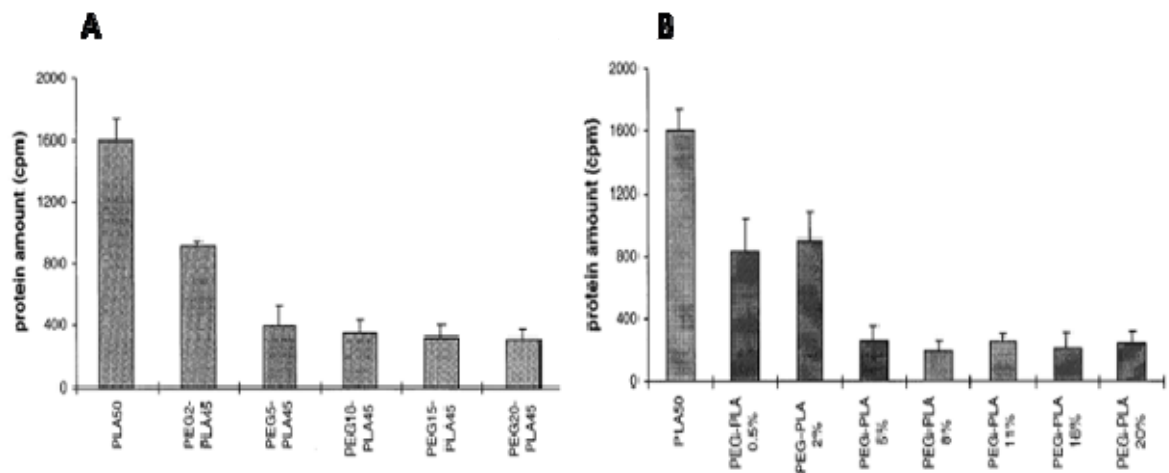 A
B
protein amount (cpm)
2000
1600
1200
800
400
0
PLA50
PEG2-
PLA45
PEG5-
PLA45
PEG10-
PLA45
PEG15-
PLA45
PEG20-
PLA45
protein amount (cpm)
2000
1600
1200
800
400
0
PLA50
PEG-PLA
0.5%
PEG-PLA
2%
PEG-PLA
5%
PEG-PLA
8%
PEG-PLA
11%
PEG-PLA
16%
PEG-PLA
20%